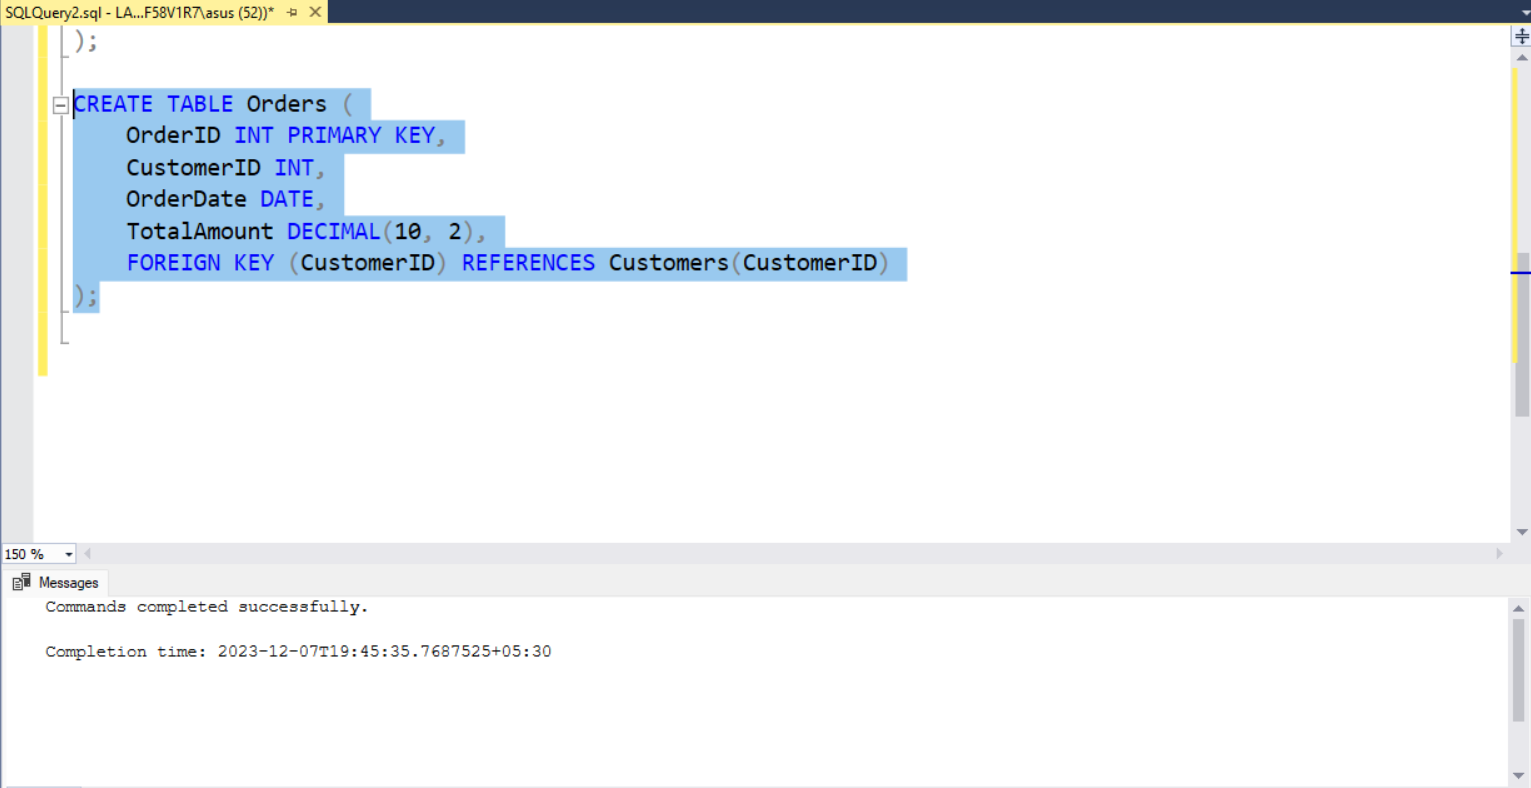 SQLQuery2.sql - LA...F58V1R7\asus (52))*
);
CREATE TABLE Orders (
    OrderID INT PRIMARY KEY,
    CustomerID INT,
    OrderDate DATE,
    TotalAmount DECIMAL(10, 2),
    FOREIGN KEY (CustomerID) REFERENCES Customers(CustomerID)
);
150 %
Messages
Commands completed successfully.
Completion time: 2023-12-07T19:45:35.7687525+05:30